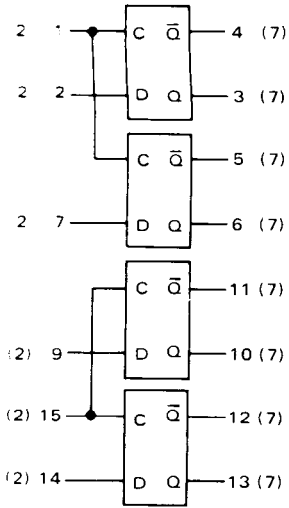 2 1 C Q̅ 4 (7)
2 2 D Q 3 (7)
C Q̅ 5 (7)
2 7 D Q 6 (7)
C Q̅ 11 (7)
(2) 9 D Q 10 (7)
(2) 15 C Q̅ 12 (7)
(2) 14 D Q 13 (7)